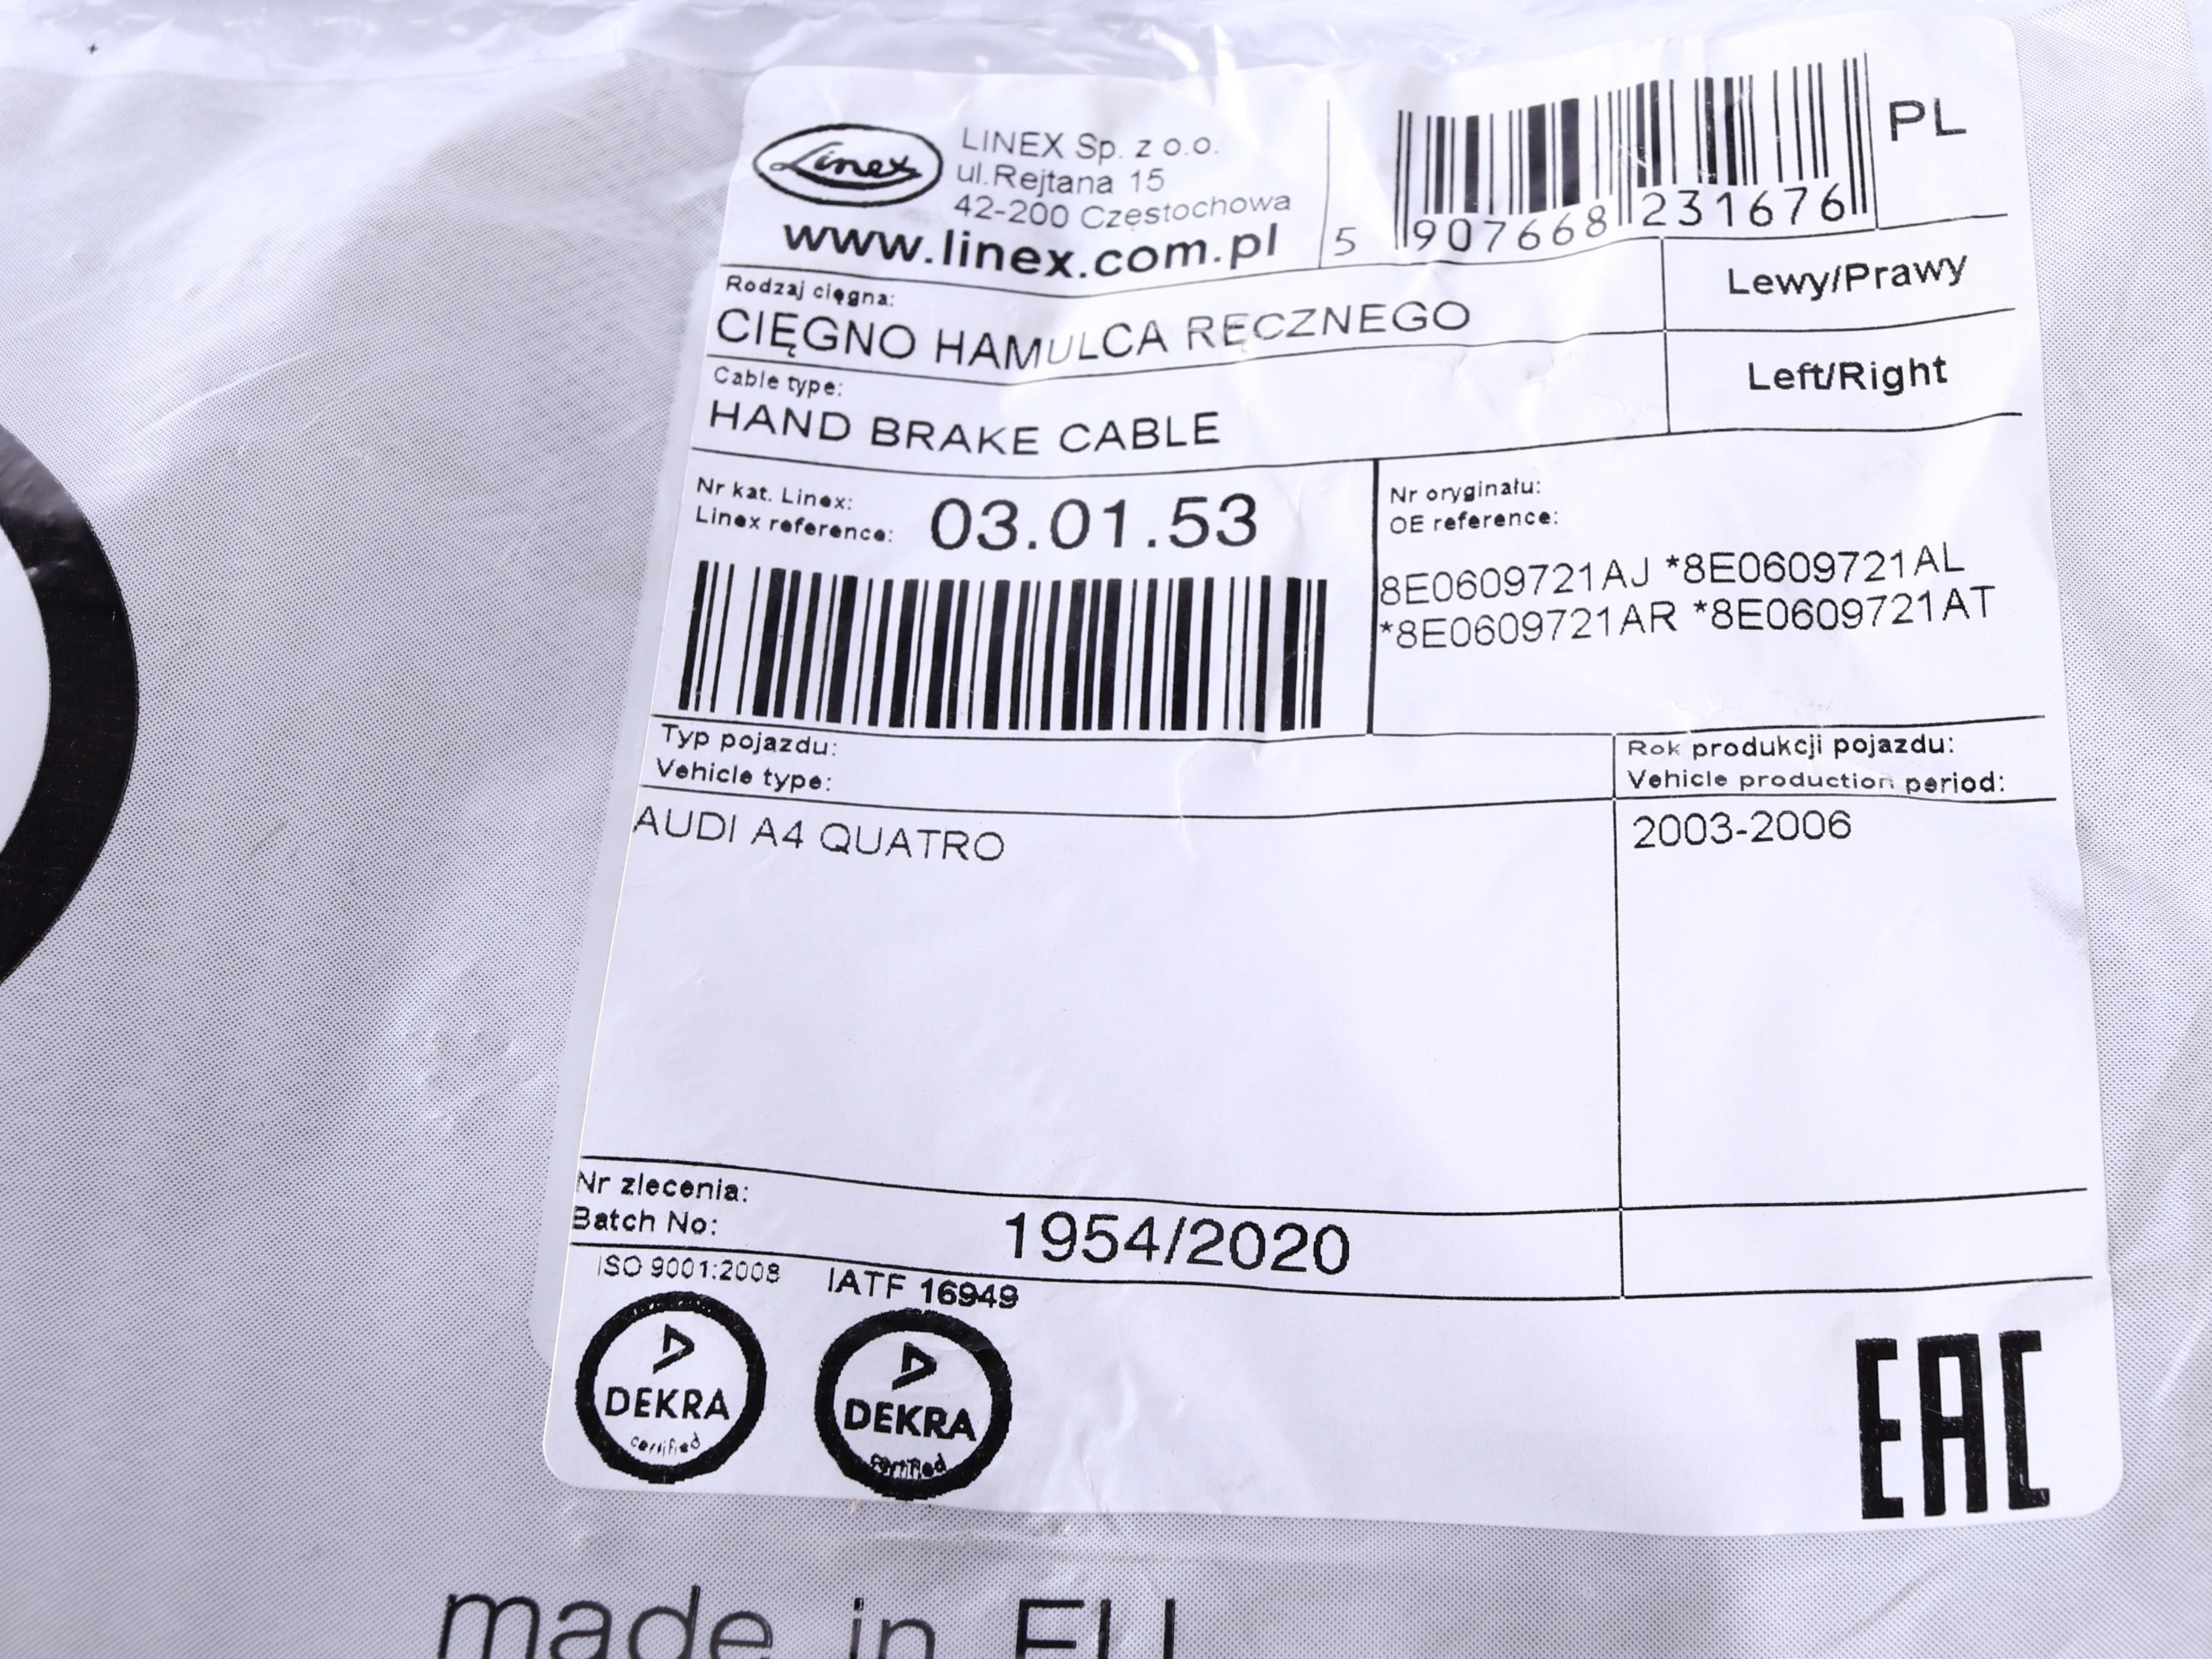 Linex
LINEX Sp. z o.o.
ul.Rejtana 15
42-200 Częstochowa
www.linex.com.pl
5 907668 231676
PL
Rodzaj cięgna:
CIĘGNO HAMULCA RĘCZNEGO
Lewy/Prawy
Cable type:
HAND BRAKE CABLE
Left/Right
Nr kat. Linex:
Linex reference:
03.01.53
Nr oryginału:
OE reference:
8E0609721AJ *8E0609721AL
*8E0609721AR *8E0609721AT
Typ pojazdu:
Vehicle type:
Rok produkcji pojazdu:
Vehicle production period:
AUDI A4 QUATRO
2003-2006
Nr zlecenia:
Batch No:
1954/2020
ISO 9001:2008
IATF 16949
DEKRA
certified
DEKRA
certified
EAC
made in EU